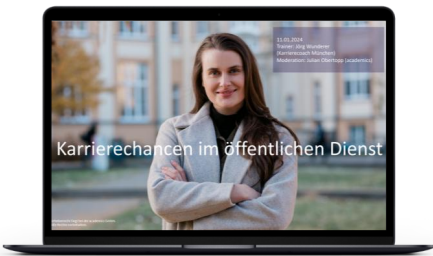 11.01.2024
Trainer: Jörg Wunderer
(Karrierecoach München)
Moderation: Julian Obertopp (academics)
Karrierechancen im öffentlichen Dienst